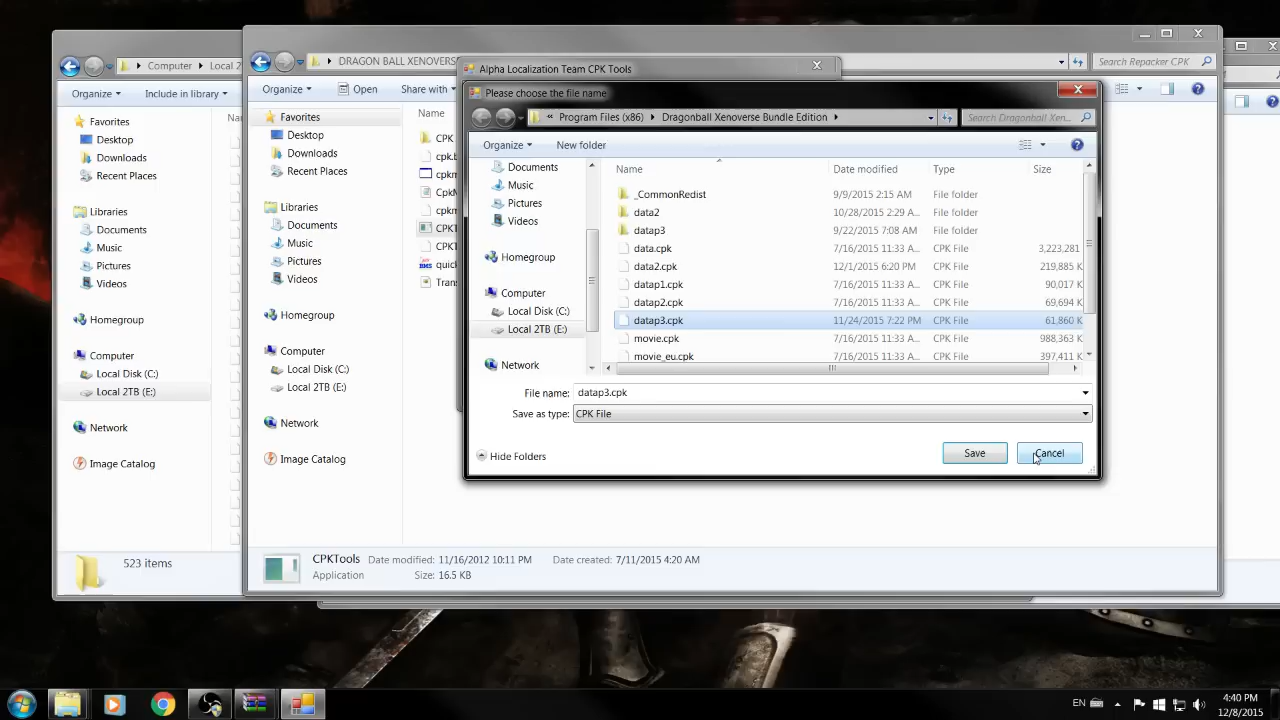 DRAGON BALL XENOVERS
Search Repacker CPK
Computer
Local 2
Organize
Include in library
Organize
Open
Share with
Favorites
Desktop
Downloads
Recent Places
Libraries
Documents
Music
Pictures
Videos
Homegroup
Computer
Local Disk (C:)
Local 2TB (E:)
Network
Image Catalog
523 items
Favorites
Desktop
Downloads
Recent Places
Libraries
Documents
Music
Pictures
Videos
Homegroup
Computer
Local Disk (C:)
Local 2TB (E:)
Network
Image Catalog
Name
CPK
cpk.b
cpkm
CpkM
cpkm
CPKT
CPKT
quick
Tran
Alpha Localization Team CPK Tools
Please choose the file name
Program Files (x86)
Dragonball Xenoverse Bundle Edition
Search Dragonball Xen...
Organize
New folder
Documents
Music
Pictures
Videos
Homegroup
Computer
Local Disk (C:)
Local 2TB (E:)
Network
Name Date modified Type Size
_CommonRedist 9/9/2015 2:15 AM File folder
data2 10/28/2015 2:29 A... File folder
datap3 9/22/2015 7:08 AM File folder
data.cpk 7/16/2015 11:33 A... CPK File 3,223,281
data2.cpk 12/1/2015 6:20 PM CPK File 219,885 K
datap1.cpk 7/16/2015 11:33 A... CPK File 90,017 K
datap2.cpk 7/16/2015 11:33 A... CPK File 69,694 K
datap3.cpk 11/24/2015 7:22 PM CPK File 61,860 K
movie.cpk 7/16/2015 11:33 A... CPK File 988,363 K
movie_eu.cpk 7/16/2015 11:33 A... CPK File 397,411 K
File name: datap3.cpk
Save as type: CPK File
Hide Folders
Save
Cancel
CPKTools Date modified: 11/16/2012 10:11 PM Date created: 7/11/2015 4:20 AM
Application Size: 16.5 KB
EN
4:40 PM
12/8/2015